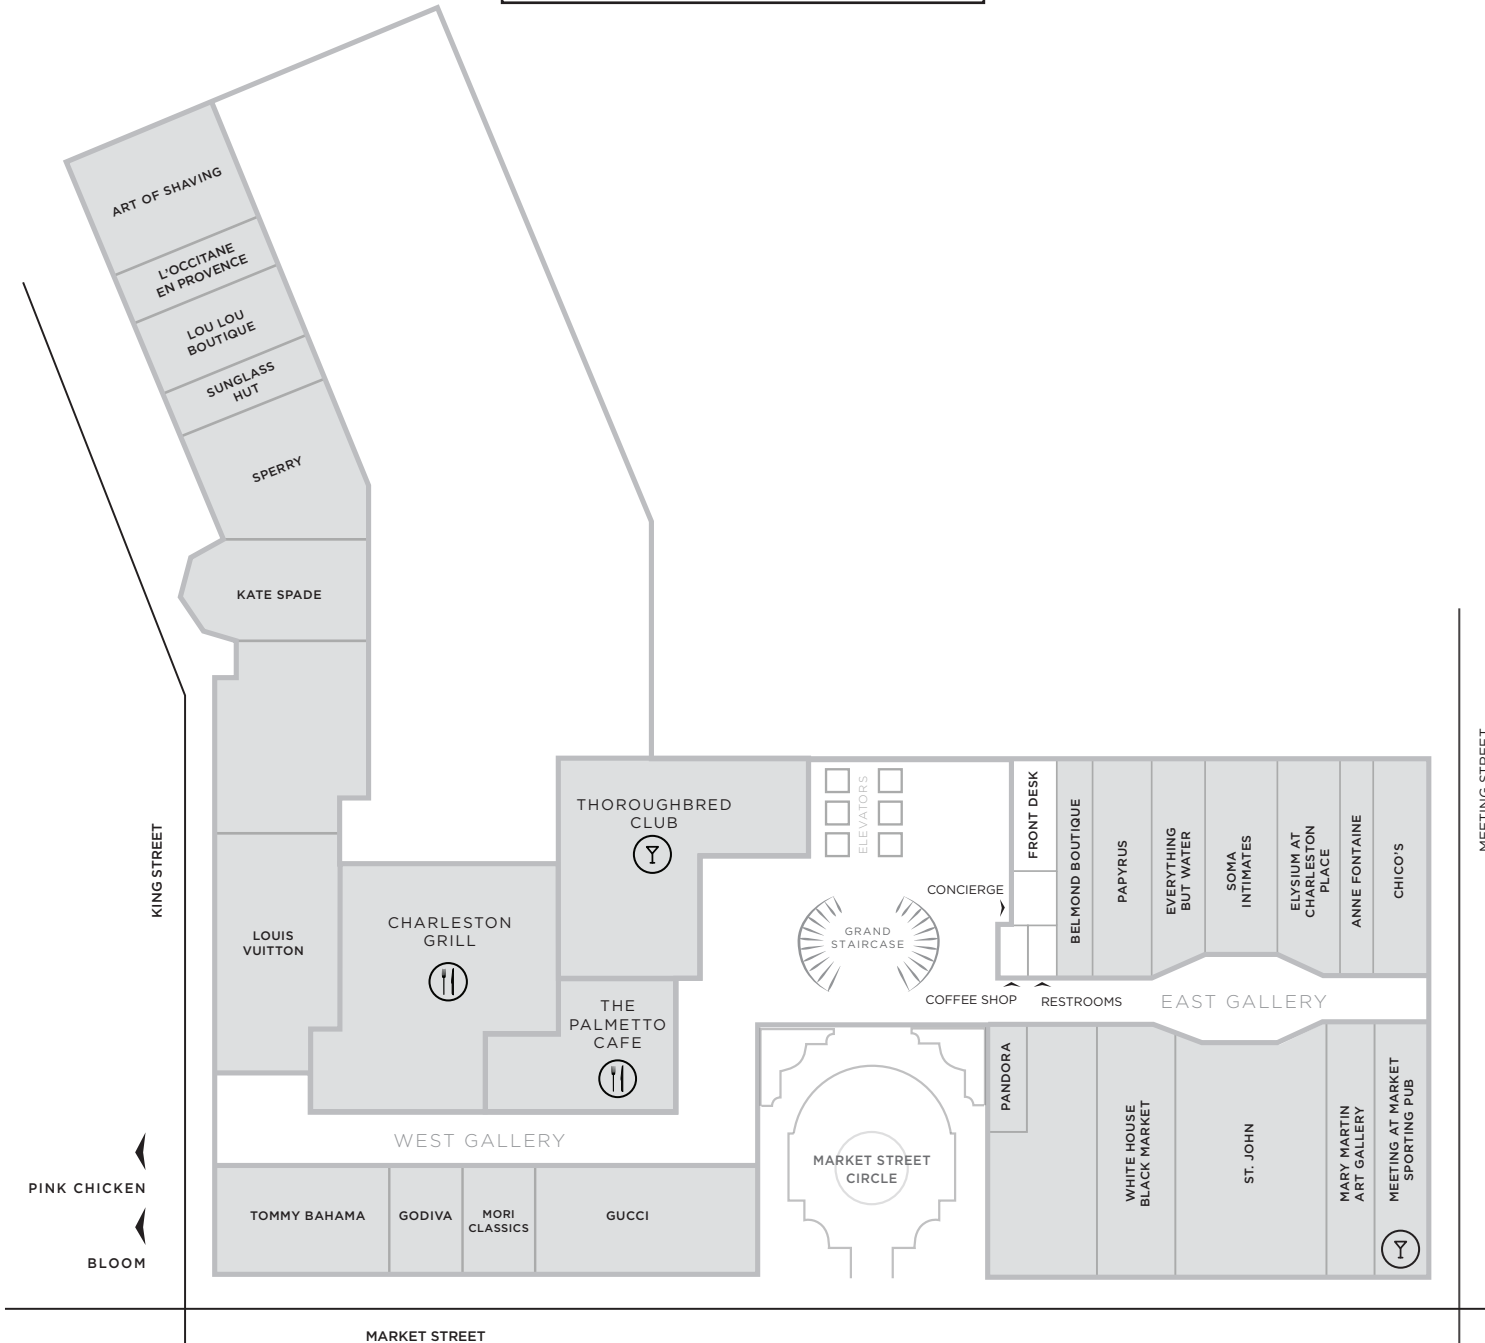 ART OF SHAVING
L'OCCITANE
EN PROVENCE
LOU LOU
BOUTIQUE
SUNGLASS
HUT
SPERRY
KATE SPADE
MEETING STREET
KING STREET
THOROUGHBRED
CLUB
ELEVATORS
FRONT DESK
BELMOND BOUTIQUE
PAPYRUS
EVERYTHING
BUT WATER
SOMA
INTIMATES
ELYSIUM AT
CHARLESTON
PLACE
ANNE FONTAINE
CHICO'S
CONCIERGE
LOUIS
VUITTON
CHARLESTON
GRILL
GRAND
STAIRCASE
THE
PALMETTO
CAFE
COFFEE SHOP
RESTROOMS
EAST GALLERY
PANDORA
WEST GALLERY
MARKET STREET
CIRCLE
WHITE HOUSE
BLACK MARKET
ST. JOHN
MARY MARTIN
ART GALLERY
MEETING AT MARKET
SPORTING PUB
PINK CHICKEN
BLOOM
TOMMY BAHAMA
GODIVA
MORI
CLASSICS
GUCCI
MARKET STREET